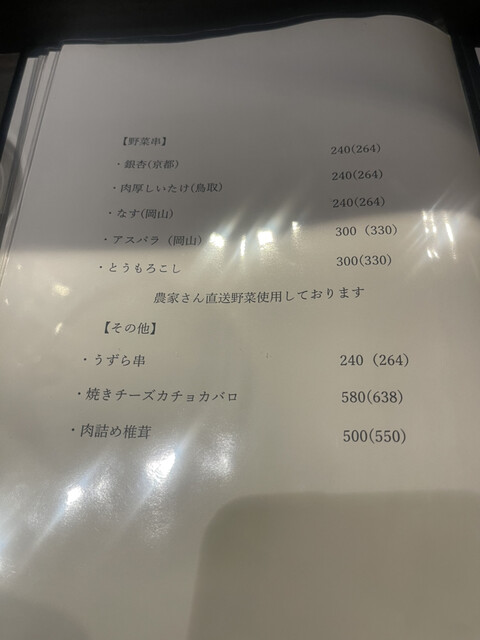 【野菜串】
・銀杏(京都) 240(264)
・肉厚しいたけ(鳥取) 240(264)
・なす(岡山) 240(264)
・アスパラ（岡山） 300（330）
・とうもろこし 300(330)
農家さん直送野菜使用しております
【その他】
・うずら串 240（264）
・焼きチーズカチョカバロ 580(638)
・肉詰め椎茸 500(550)